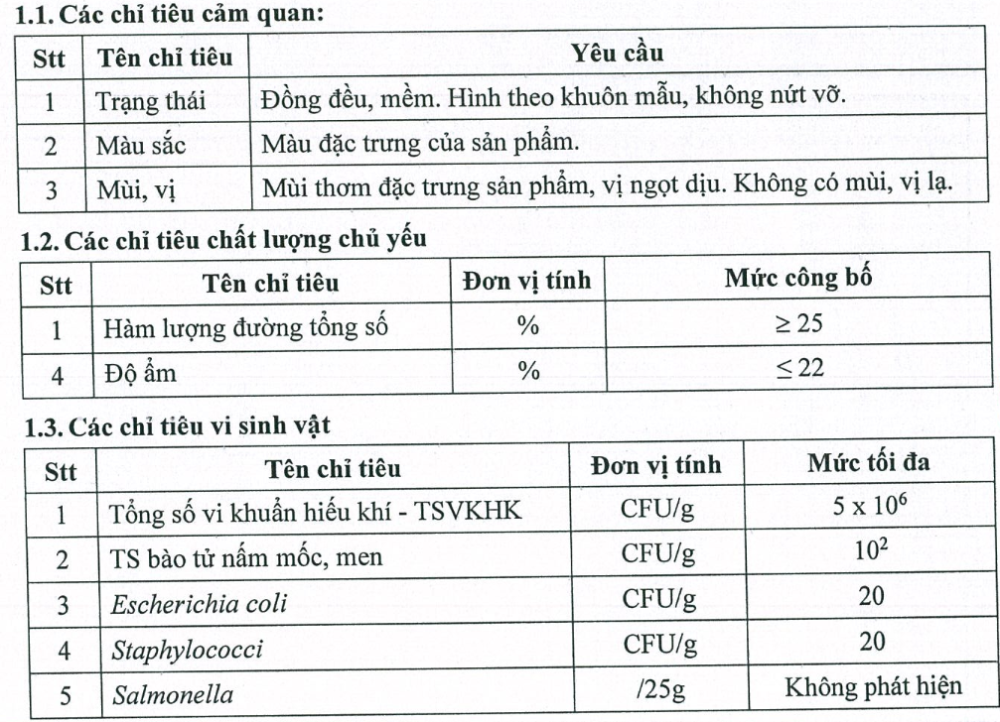 1.1. Các chỉ tiêu cảm quan:
Stt Tên chỉ tiêu Yêu cầu
1 Trạng thái Đồng đều, mềm. Hình theo khuôn mẫu, không nứt vỡ.
2 Màu sắc Màu đặc trưng của sản phẩm.
3 Mùi, vị Mùi thơm đặc trưng sản phẩm, vị ngọt dịu. Không có mùi, vị lạ.
1.2. Các chỉ tiêu chất lượng chủ yếu
Stt Tên chỉ tiêu Đơn vị tính Mức công bố
1 Hàm lượng đường tổng số % ≥ 25
4 Độ ẩm % ≤ 22
1.3. Các chỉ tiêu vi sinh vật
Stt Tên chỉ tiêu Đơn vị tính Mức tối đa
1 Tổng số vi khuẩn hiếu khí - TSVKHK CFU/g 5 x 10⁶
2 TS bào tử nấm mốc, men CFU/g 10²
3 Escherichia coli CFU/g 20
4 Staphylococci CFU/g 20
5 Salmonella /25g Không phát hiện